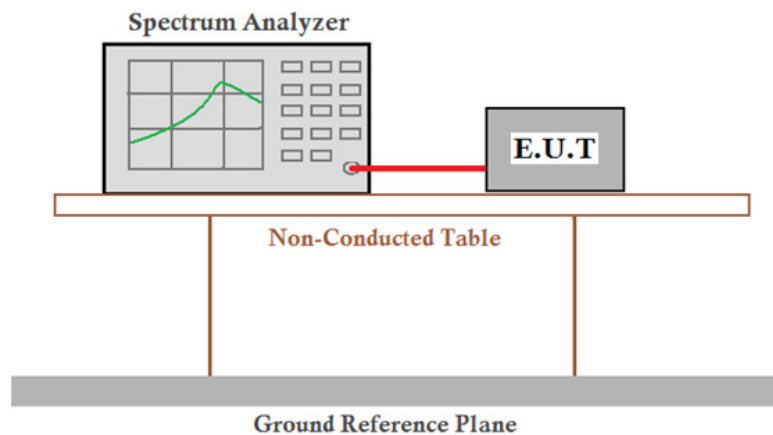 Spectrum Analyzer
E.U.T
Non-Conducted Table
Ground Reference Plane